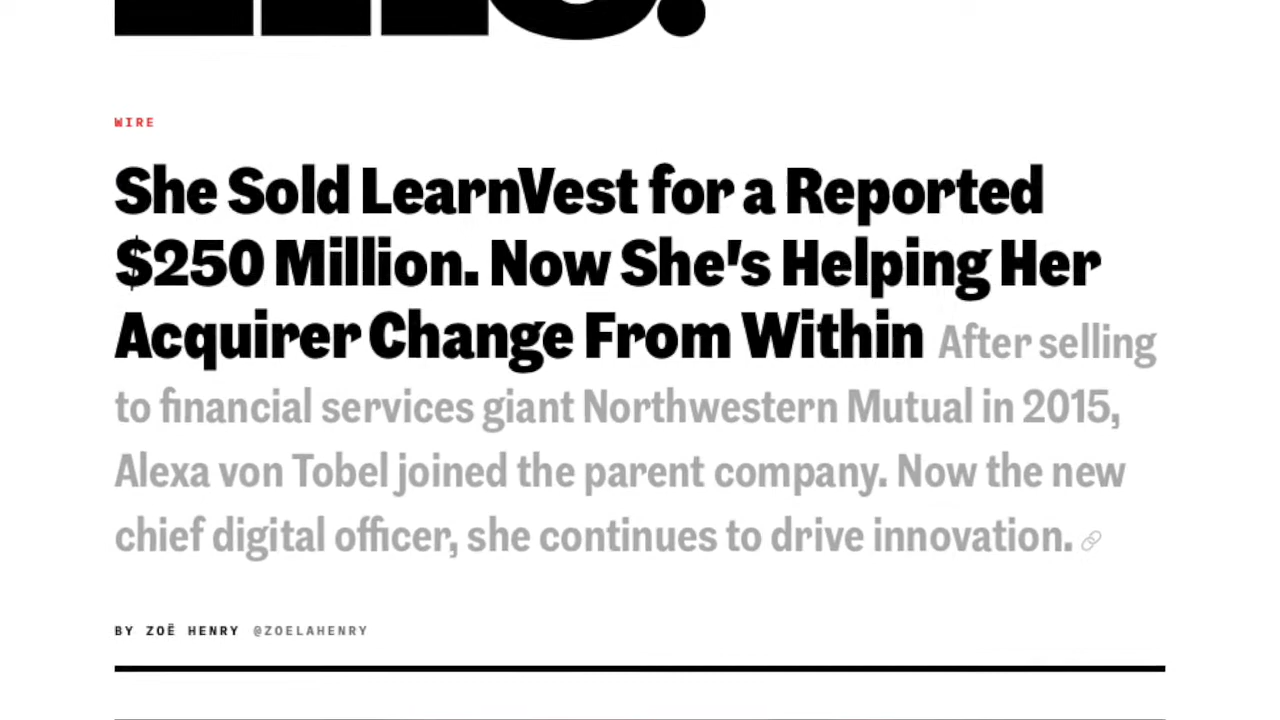 WIRE
She Sold LearnVest for a Reported
$250 Million. Now She's Helping Her
Acquirer Change From Within After selling
to financial services giant Northwestern Mutual in 2015,
Alexa von Tobel joined the parent company. Now the new
chief digital officer, she continues to drive innovation.
BY ZOË HENRY @ZOELAHENRY